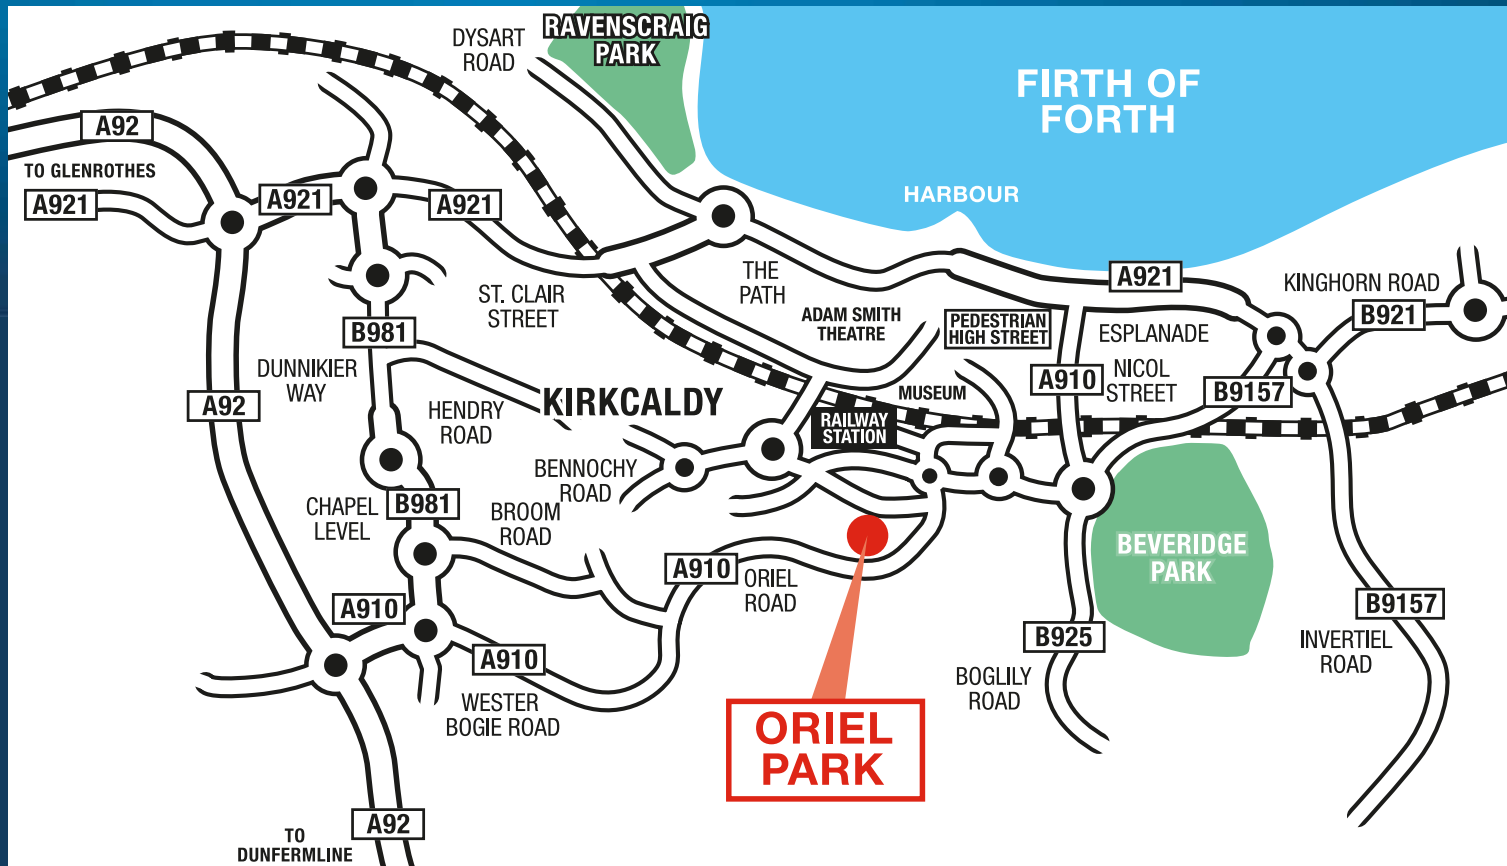 RAVENSCRAIG
PARK
DYSART
ROAD
FIRTH OF
FORTH
A92
TO GLENROTHES
A921
A921
A921
HARBOUR
ST. CLAIR
STREET
THE
PATH
A921
KINGHORN ROAD
B921
ADAM SMITH
THEATRE
PEDESTRIAN
HIGH STREET
ESPLANADE
B981
DUNNIKIER
WAY
A92
HENDRY
ROAD
KIRKCALDY
MUSEUM
A910
NICOL
STREET
B9157
RAILWAY
STATION
BENNOCHY
ROAD
CHAPEL
LEVEL
B981
BROOM
ROAD
BEVERIDGE
PARK
A910
ORIEL
ROAD
A910
B9157
INVERTIEL
ROAD
B925
BOGLILY
ROAD
A910
WESTER
BOGIE ROAD
ORIEL
PARK
A92
TO
DUNFERMLINE